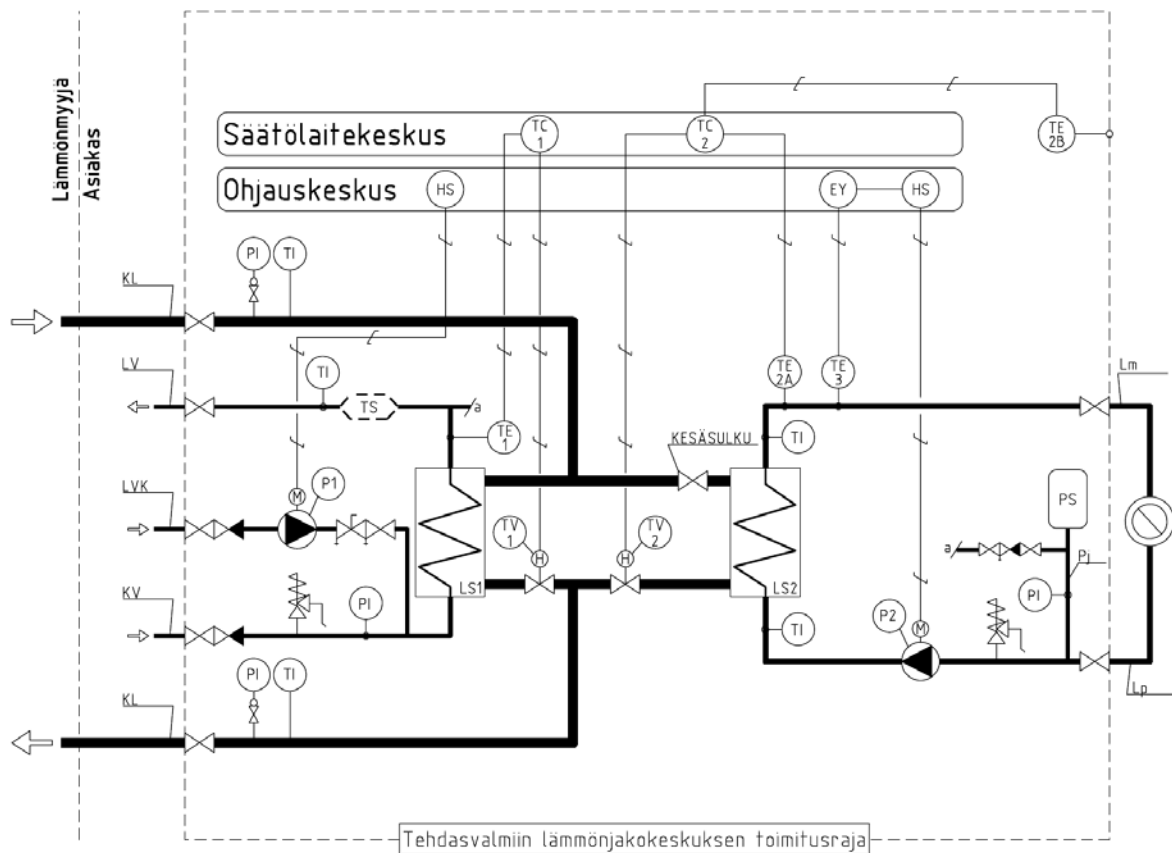 Lämmönmyyjä
Asiakas
Säätölaitekeskus
TC 1
TC 2
TE 2B
Ohjauskeskus
HS
EY
HS
PI
TI
KL
LV
TI
TS
a
TE 1
TE 2A
TE 3
Lm
KESÄSULKU
TI
LVK
M
P1
TV 1
H
H
TV 2
PS
a
Pj
LS1
LS2
KV
PI
PI
TI
P2
M
PI
TI
KL
Lp
Tehdasvalmiin lämmönjakokeskuksen toimitusraja